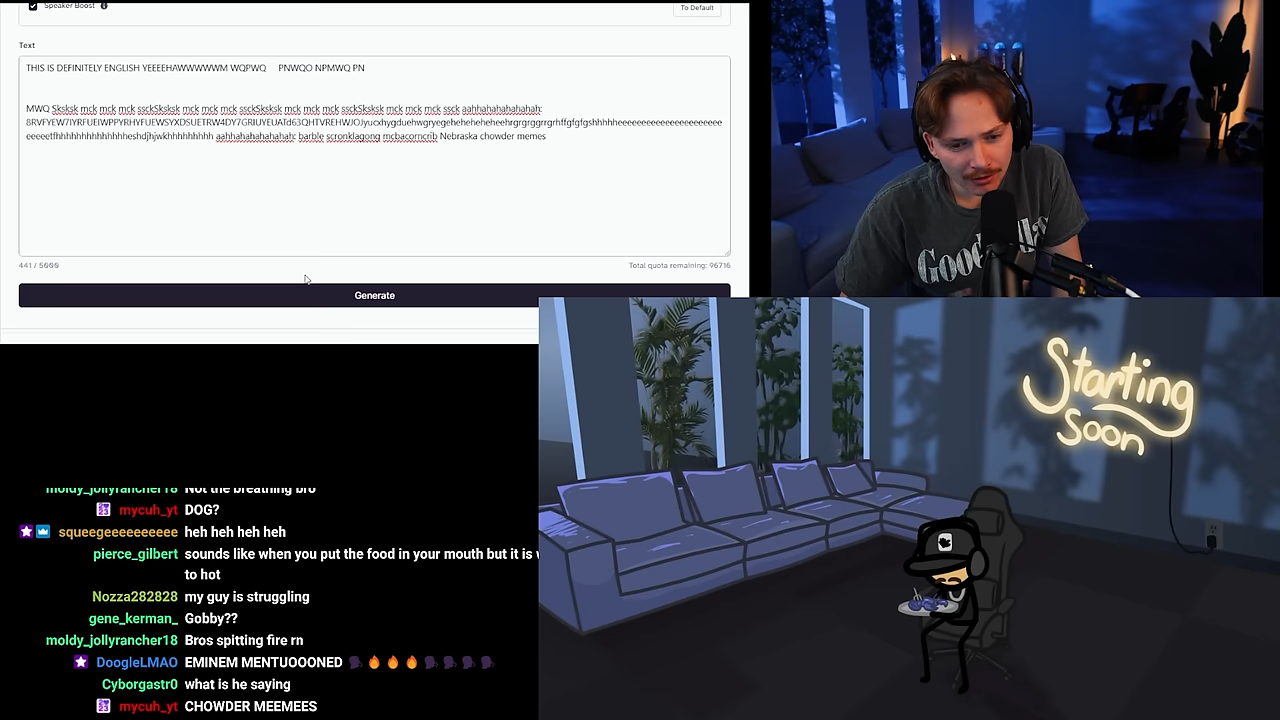 Speaker Boost
To Default
Text
THIS IS DEFINITELY ENGLISH YEEEEHAWWWWWM WQPWQ PNWQO NPMWQ PN
MWQ Sksksk mck mck mck ssckSksksk mck mck mck ssckSksksk mck mck mck ssckSksksk mck mck mck ssck aahhahahahahahah:
eeeeeetfhhhhhhhhhhhhhheshdjhjwkhhhhhhhhh aahhahahahahahah: barble scronklagong mcbacorncrib Nebraska chowder memes
441 / 5000
Total quota remaining: 96716
Generate
Starting
soon
moldy_jollyrancher18 Not the breathing bro
mycuh_yt DOG?
squeegeeeeeeeeee heh heh heh heh
pierce_gilbert sounds like when you put the food in your mouth but it is
to hot
Nozza282828 my guy is struggling
gene_kerman_ Gobby??
moldy_jollyrancher18 Bros spitting fire rn
DoogleLMAO EMINEM MENTUOOONED
Cyborgastr0 what is he saying
mycuh_yt CHOWDER MEEMEES